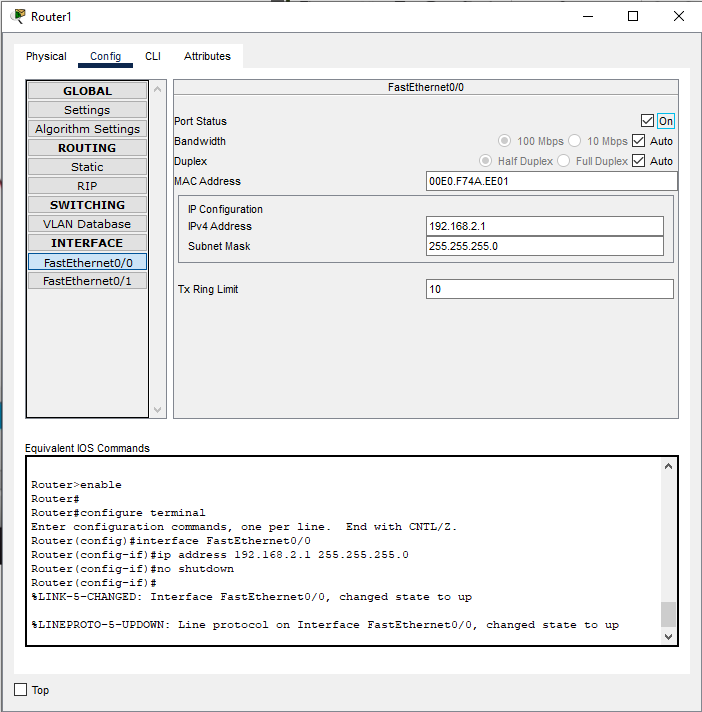 Router1
Physical Config CLI Attributes
GLOBAL
Settings
Algorithm Settings
ROUTING
Static
RIP
SWITCHING
VLAN Database
INTERFACE
FastEthernet0/0
FastEthernet0/1
FastEthernet0/0
Port Status On
Bandwidth 100 Mbps 10 Mbps Auto
Duplex Half Duplex Full Duplex Auto
MAC Address 00E0.F74A.EE01
IP Configuration
IPv4 Address 192.168.2.1
Subnet Mask 255.255.255.0
Tx Ring Limit 10
Equivalent IOS Commands
Router>enable
Router#
Router#configure terminal
Enter configuration commands, one per line. End with CNTL/Z.
Router(config)#interface FastEthernet0/0
Router(config-if)#ip address 192.168.2.1 255.255.255.0
Router(config-if)#no shutdown
Router(config-if)#
%LINK-5-CHANGED: Interface FastEthernet0/0, changed state to up
%LINEPROTO-5-UPDOWN: Line protocol on Interface FastEthernet0/0, changed state to up
Top